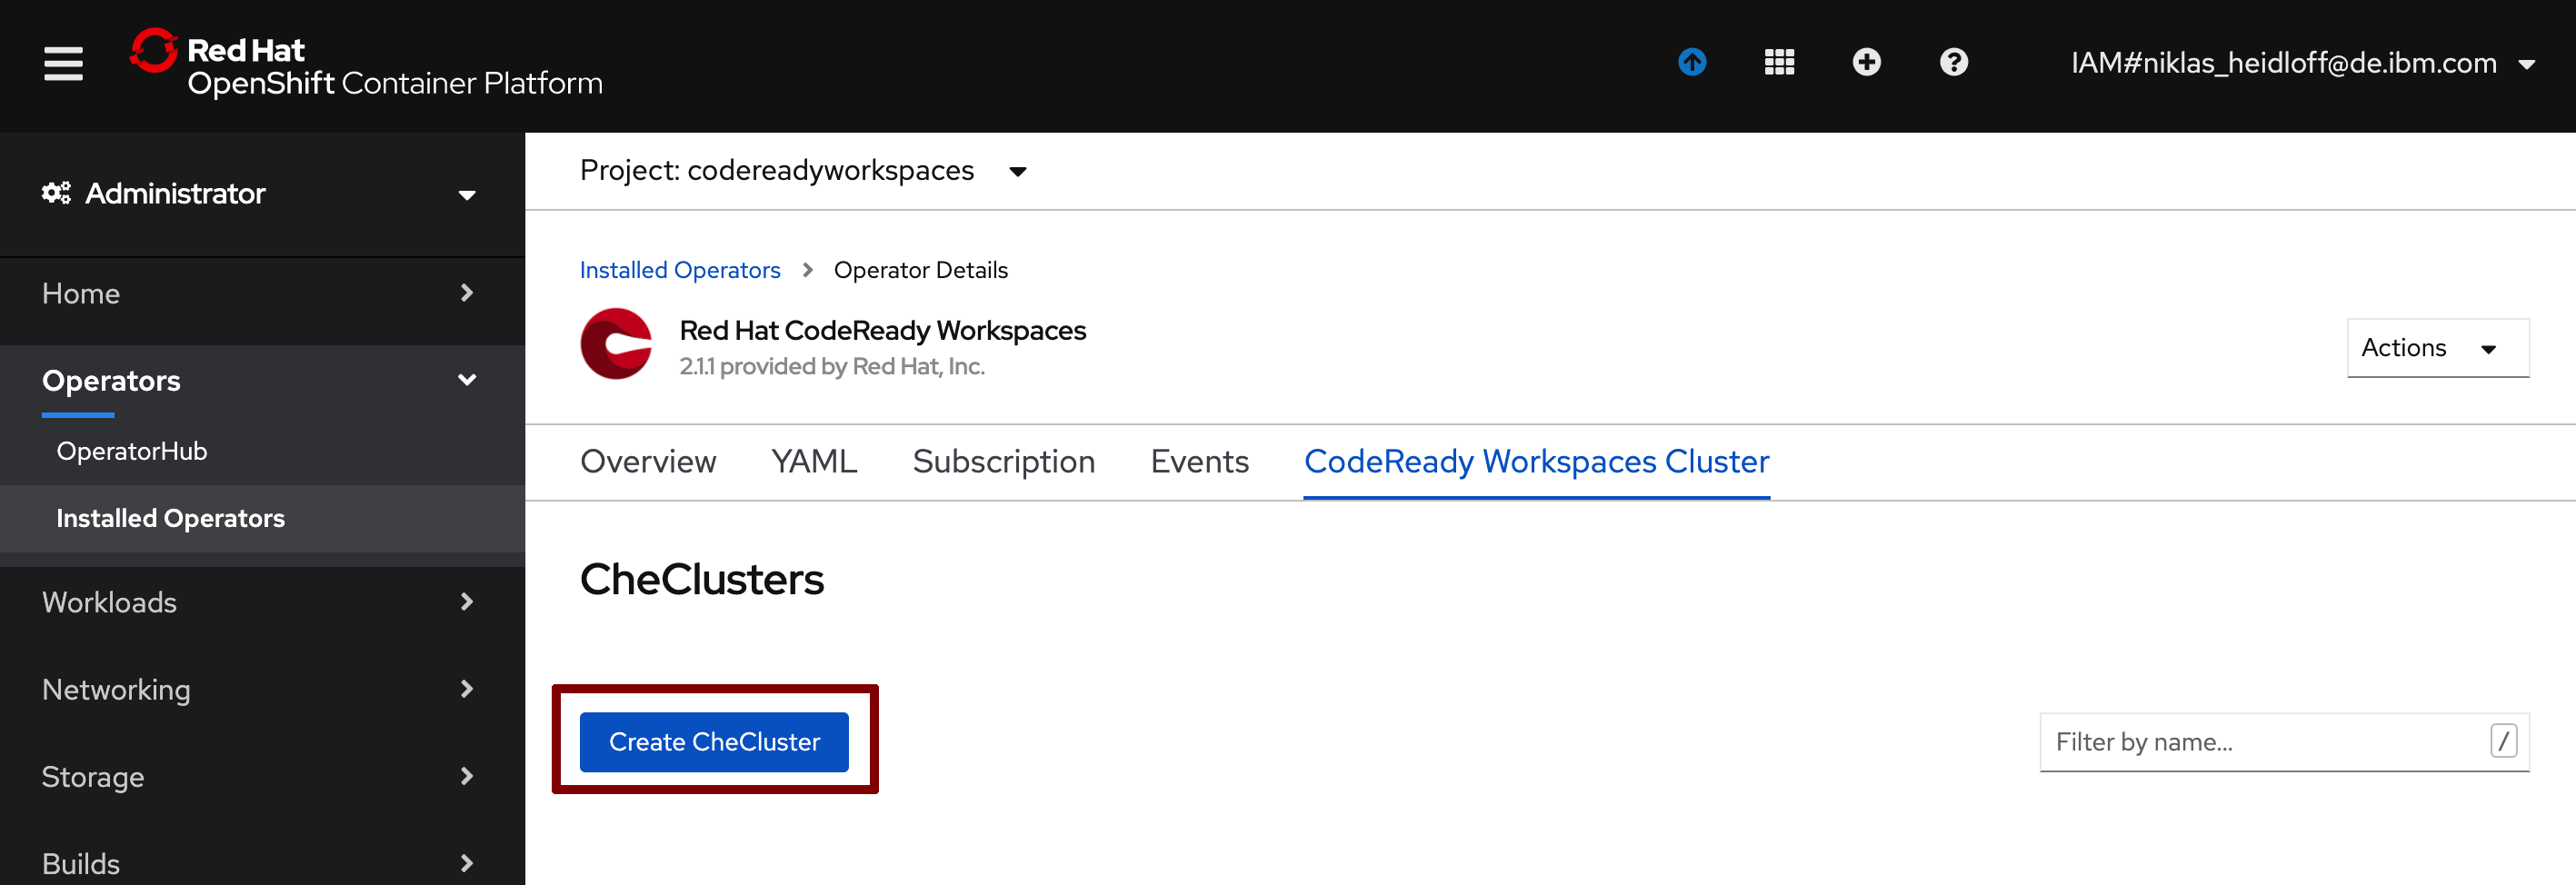 Red Hat
OpenShift Container Platform
IAM#niklas_heidloff@de.ibm.com
Administrator
Home
Operators
OperatorHub
Installed Operators
Workloads
Networking
Storage
Builds
Project: codereadyworkspaces
Installed Operators > Operator Details
Red Hat CodeReady Workspaces
2.1.1 provided by Red Hat, Inc.
Actions
Overview YAML Subscription Events CodeReady Workspaces Cluster
CheClusters
Create CheCluster
Filter by name... /